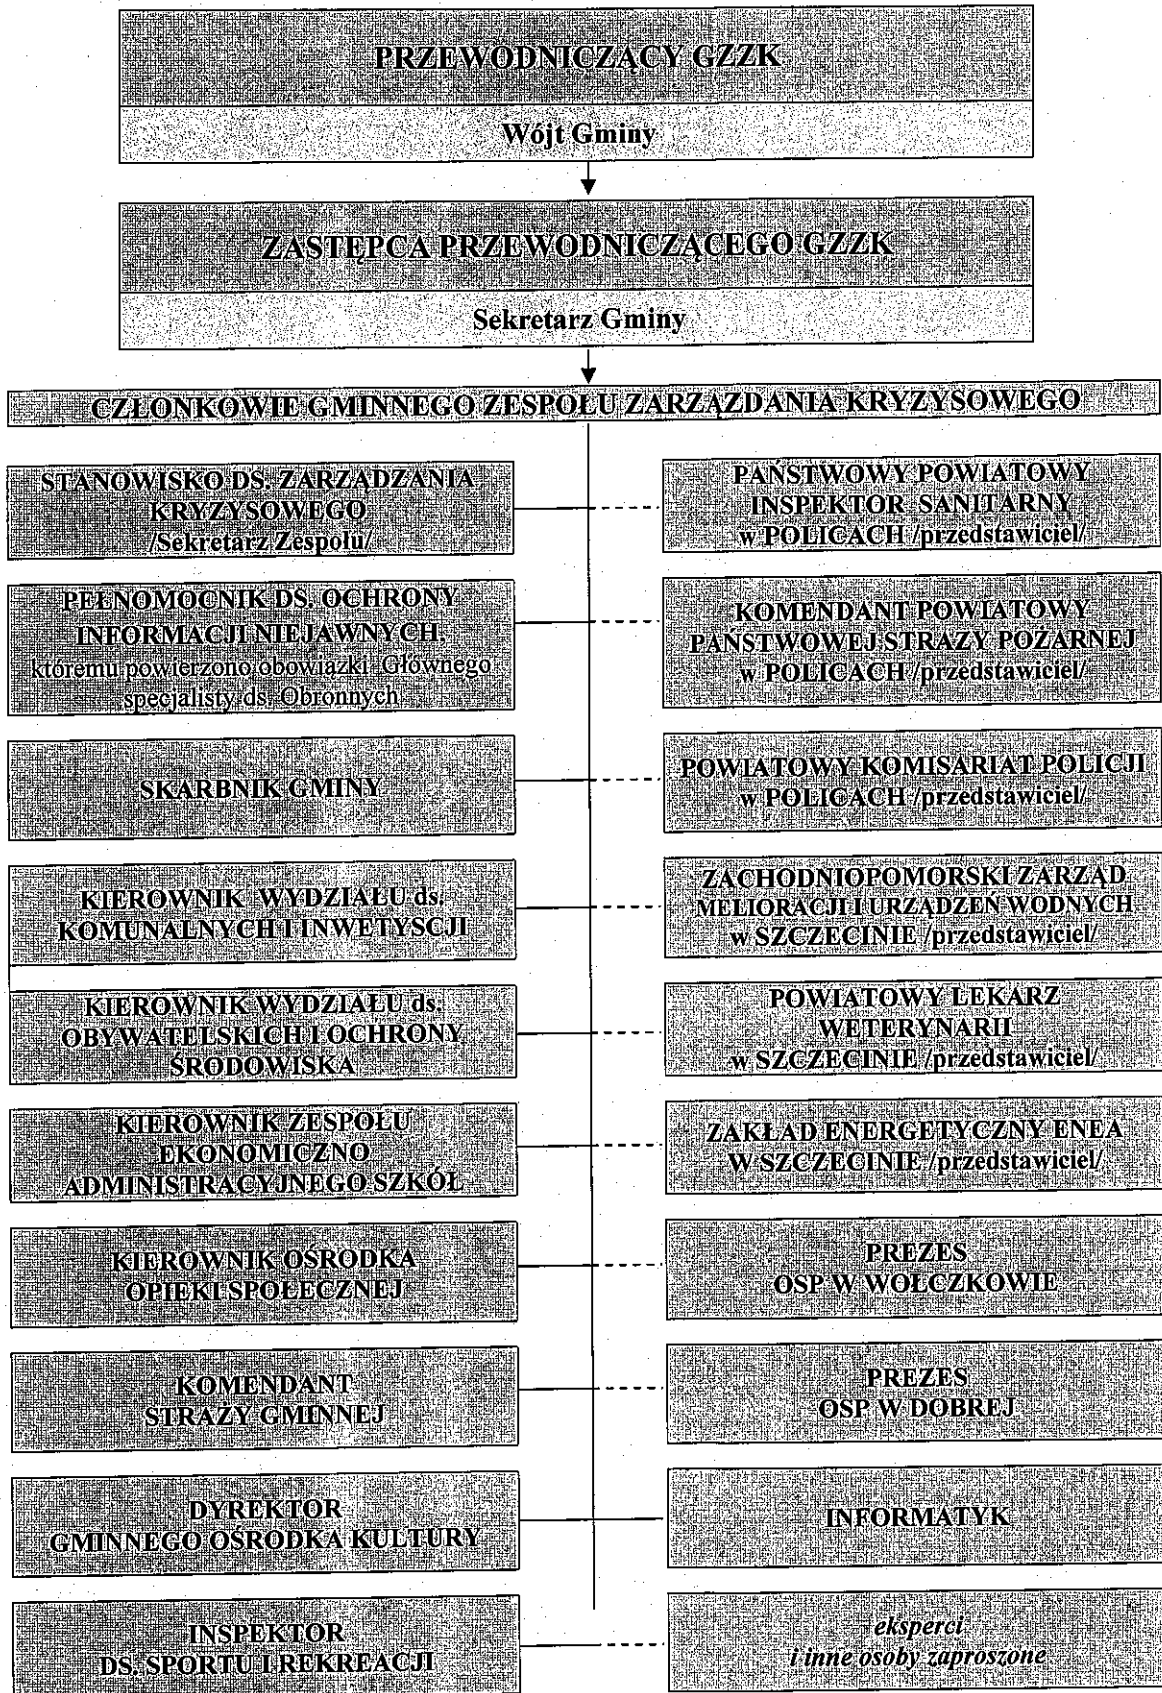 PRZEWODNICZĄCY GZZK
Wójt Gminy
ZASTĘPCA PRZEWODNICZĄCEGO GZZK
Sekretarz Gminy
CZŁONKOWIE GMINNEGO ZESPOŁU ZARZĄZDANIA KRYZYSOWEGO
STANOWISKO DS. ZARZĄDZANIA
KRYZYSOWEGO
/Sekretarz Zespołu/
PAŃSTWOWY POWIATOWY
INSPEKTOR SANITARNY
w POLICACH /przedstawiciel/
PEŁNOMOCNIK DS. OCHRONY
INFORMACJI NIEJAWNYCH,
któremu powierzono obowiązki Głównego
specjalisty ds. Obronnych
KOMENDANT POWIATOWY
PAŃSTWOWEJ STRAŻY POŻARNEJ
w POLICACH /przedstawiciel/
SKARBNIK GMINY
POWIATOWY KOMISARIAT POLICJI
w POLICACH /przedstawiciel/
KIEROWNIK WYDZIAŁU ds.
KOMUNALNYCH I INWETYSCJI
ZACHODNIOPOMORSKI ZARZĄD
MELIORACJI I URZĄDZEŃ WODNYCH
w SZCZECINIE /przedstawiciel/
KIEROWNIK WYDZIAŁU ds.
OBYWATELSKICH I OCHRONY
ŚRODOWISKA
POWIATOWY LEKARZ
WETERYNARII
w SZCZECINIE /przedstawiciel/
KIEROWNIK ZESPOŁU
EKONOMICZNO
ADMINISTRACYJNEGO SZKÓŁ
ZAKŁAD ENERGETYCZNY ENEA
W SZCZECINIE /przedstawiciel/
KIEROWNIK OŚRODKA
OPIEKI SPOŁECZNEJ
PREZES
OSP W WOŁCZKOWIE
KOMENDANT
STRAŻY GMINNEJ
PREZES
OSP W DOBREJ
DYREKTOR
GMINNEGO OŚRODKA KULTURY
INFORMATYK
INSPEKTOR
DS. SPORTU I REKREACJI
eksperci
i inne osoby zaproszone